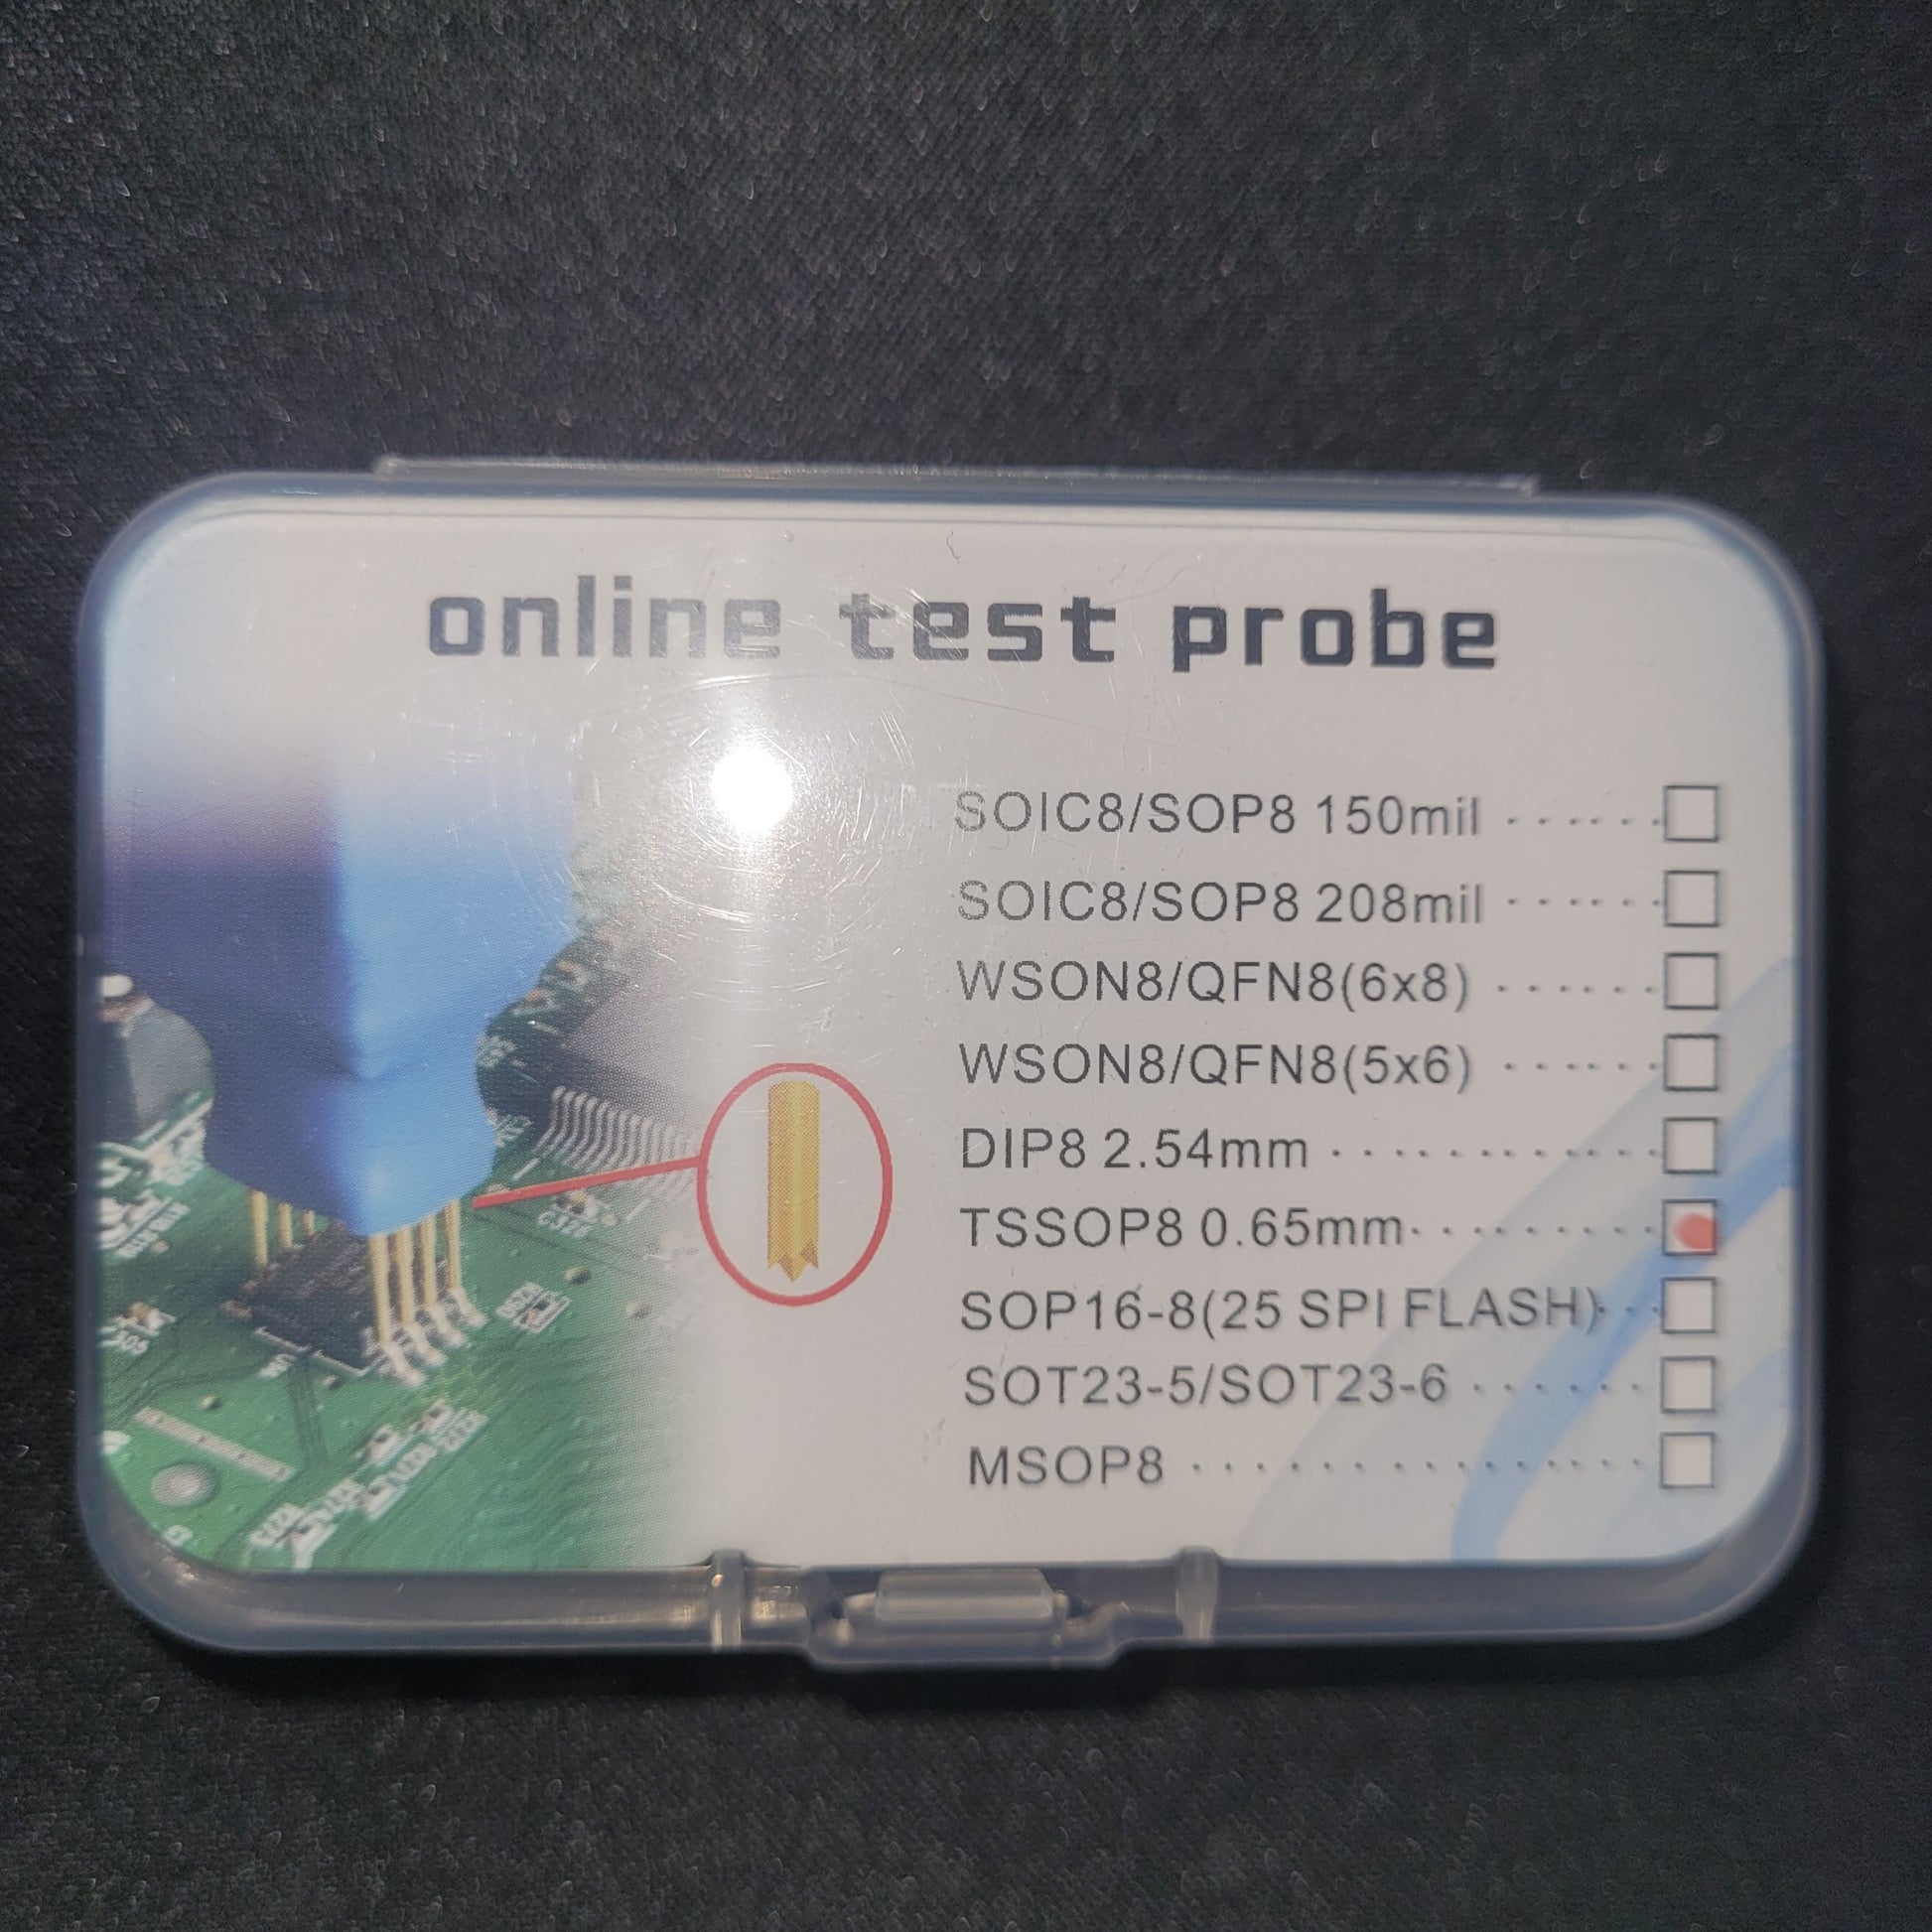 online test probe
SOIC8/SOP8 150mil
SOIC8/SOP8 208mil
WSON8/QFN8(6x8)
WSON8/QFN8(5x6)
DIP8 2.54mm
TSSOP8 0.65mm
SOP16-8(25 SPI FLASH)
SOT23-5/SOT23-6
MSOP8